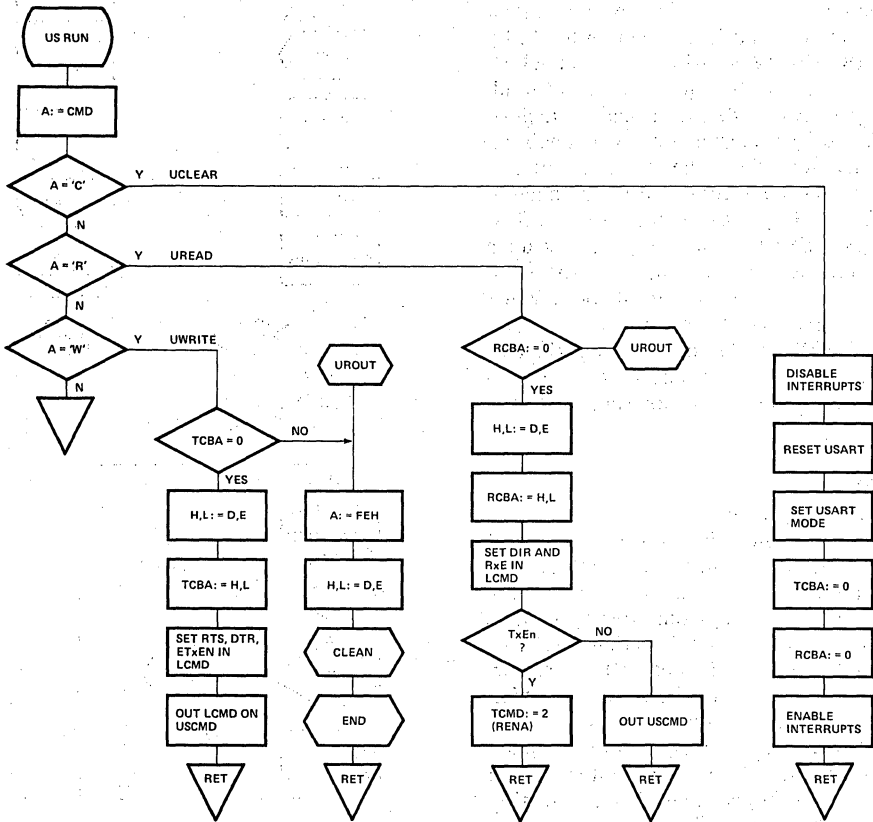 US RUN
A: = CMD
A = 'C'
Y
UCLEAR
N
A = 'R'
Y
UREAD
N
A = 'W'
Y
UWRITE
N
TCBA = 0
NO
YES
H,L: = D,E
TCBA: = H,L
SET RTS, DTR,
ETxEN IN
LCMD
OUT LCMD ON
USCMD
RET
UROUT
A: = FEH
H,L: = D,E
CLEAN
END
RET
RCBA: = 0
UROUT
YES
H,L: = D,E
RCBA: = H,L
SET DIR AND
RxE IN
LCMD
TxEn
?
NO
Y
TCMD: = 2
(RENA)
RET
OUT USCMD
RET
DISABLE
INTERRUPTS
RESET USART
SET USART
MODE
TCBA: = 0
RCBA: = 0
ENABLE
INTERRUPTS
RET